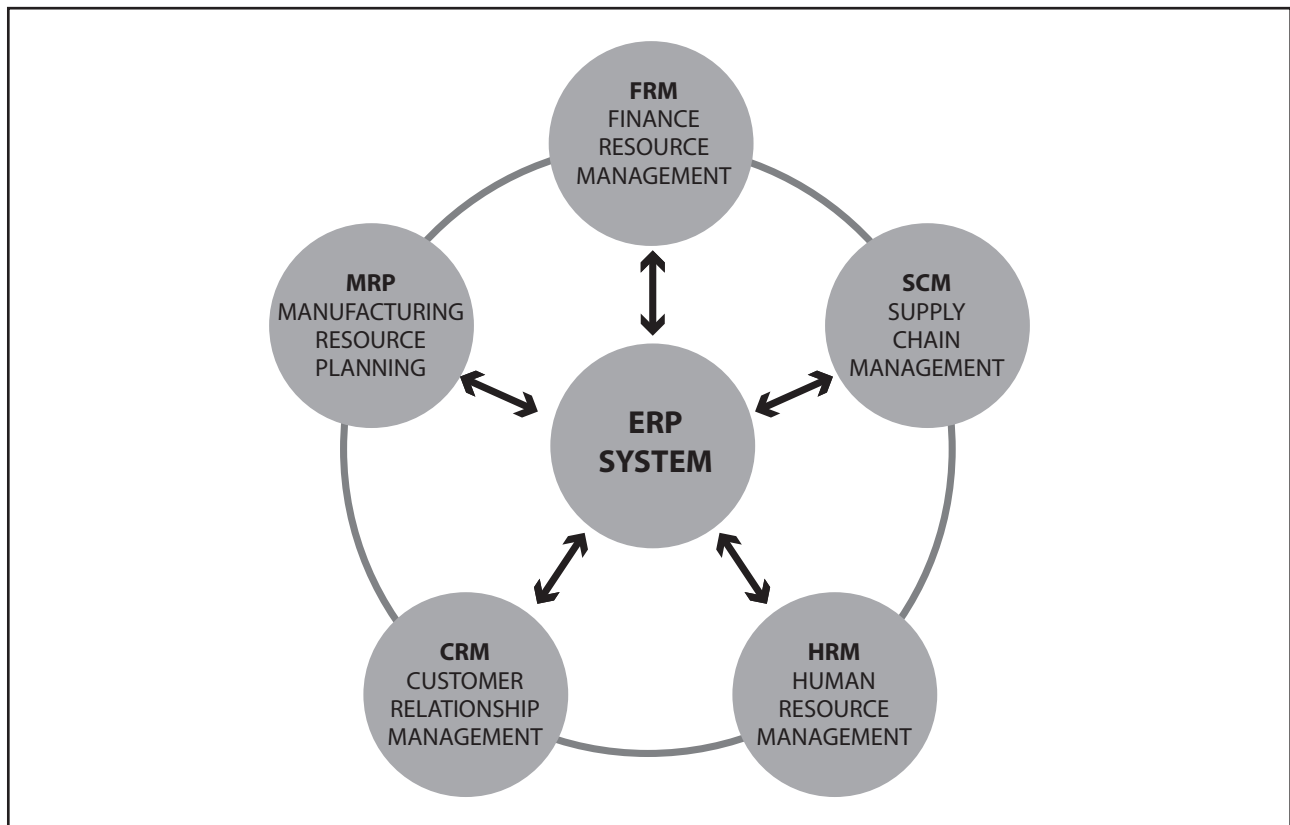 FRM
FINANCE
RESOURCE
MANAGEMENT
MRP
MANUFACTURING
RESOURCE
PLANNING
SCM
SUPPLY
CHAIN
MANAGEMENT
ERP
SYSTEM
CRM
CUSTOMER
RELATIONSHIP
MANAGEMENT
HRM
HUMAN
RESOURCE
MANAGEMENT